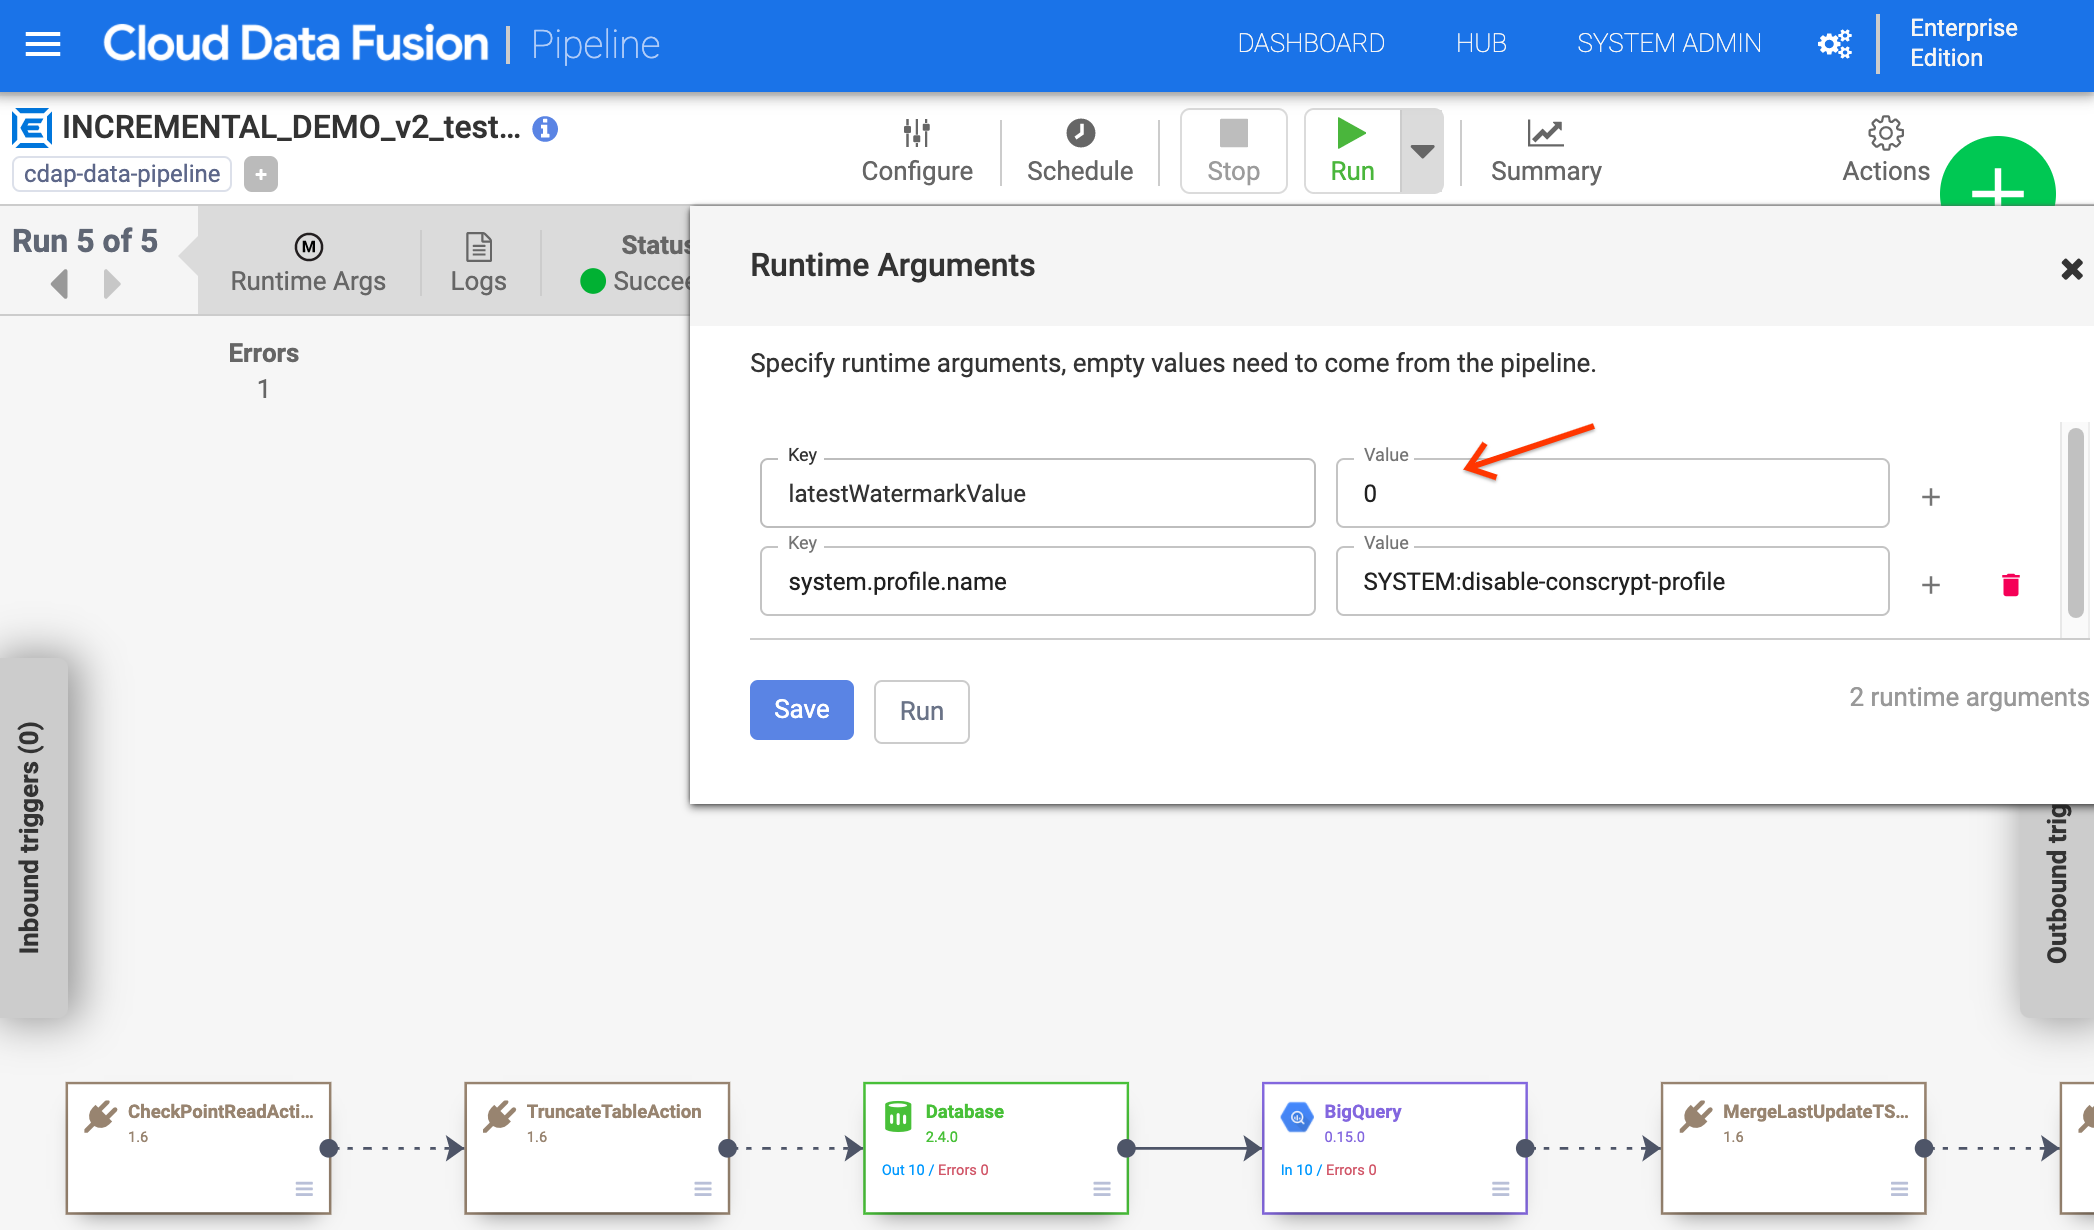 Cloud Data Fusion | Pipeline
DASHBOARD
HUB
SYSTEM ADMIN
Enterprise
Edition
INCREMENTAL_DEMO_v2_test...
cdap-data-pipeline
+
Configure
Schedule
Stop
Run
Summary
Actions
Run 5 of 5
M
Runtime Args
Logs
Status
Succee
Errors
1
Runtime Arguments
Specify runtime arguments, empty values need to come from the pipeline.
Key
latestWatermarkValue
Value
0
Key
system.profile.name
Value
SYSTEM:disable-conscrypt-profile
Save
Run
2 runtime arguments
Inbound triggers (0)
Outbound trig
CheckPointReadActi...
1.6
TruncateTableAction
1.6
Database
2.4.0
Out 10 / Errors 0
BigQuery
0.15.0
In 10 / Errors 0
MergeLastUpdateTS...
1.6